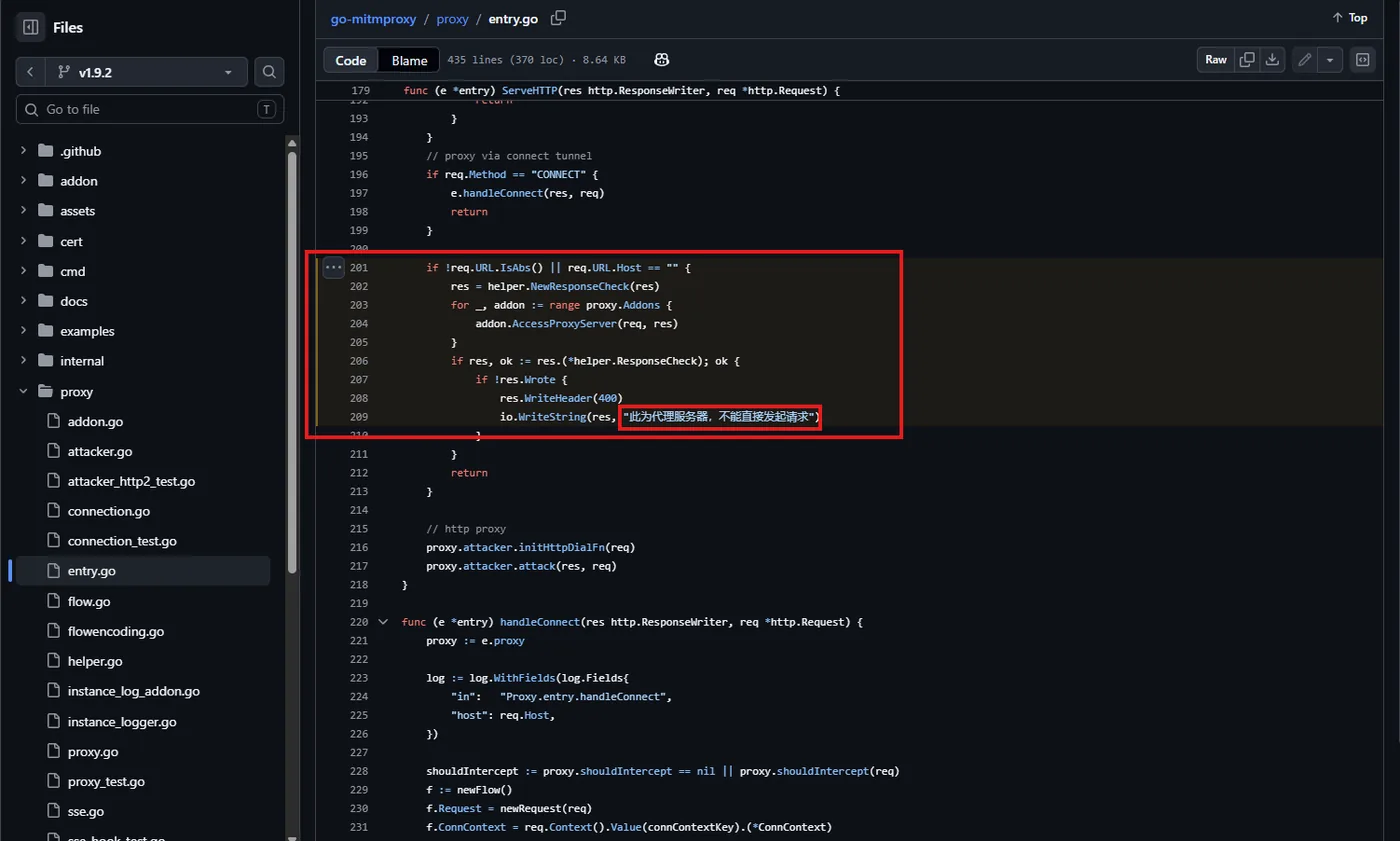 Files
go-mitmproxy / proxy / entry.go
Top
v1.9.2
Code Blame 435 lines (370 loc) · 8.64 KB
Raw
Go to file T
.github
addon
assets
cert
cmd
docs
examples
internal
proxy
addon.go
attacker.go
attacker_http2_test.go
connection.go
connection_test.go
entry.go
flow.go
flowencoding.go
helper.go
instance_log_addon.go
instance_logger.go
proxy.go
proxy_test.go
sse.go
sse_hook_test.go
179 func (e *entry) ServeHTTP(res http.ResponseWriter, req *http.Request) {
192 return
193 }
194 }
195 // proxy via connect tunnel
196 if req.Method == "CONNECT" {
197 e.handleConnect(res, req)
198 return
199 }
200
201 if !req.URL.IsAbs() || req.URL.Host == "" {
202 res = helper.NewResponseCheck(res)
203 for _, addon := range proxy.Addons {
204 addon.AccessProxyServer(req, res)
205 }
206 if res, ok := res.(*helper.ResponseCheck); ok {
207 if !res.Wrote {
208 res.WriteHeader(400)
209 io.WriteString(res, "此为代理服务器，不能直接发起请求")
210 }
211 }
212 return
213 }
214
215 // http proxy
216 proxy.attacker.initHttpDialFn(req)
217 proxy.attacker.attack(res, req)
218 }
219
220 func (e *entry) handleConnect(res http.ResponseWriter, req *http.Request) {
221 proxy := e.proxy
222
223 log := log.WithFields(log.Fields{
224 "in": "Proxy.entry.handleConnect",
225 "host": req.Host,
226 })
227
228 shouldIntercept := proxy.shouldIntercept == nil || proxy.shouldIntercept(req)
229 f := newFlow()
230 f.Request = newRequest(req)
231 f.ConnContext = req.Context().Value(connContextKey).(*ConnContext)